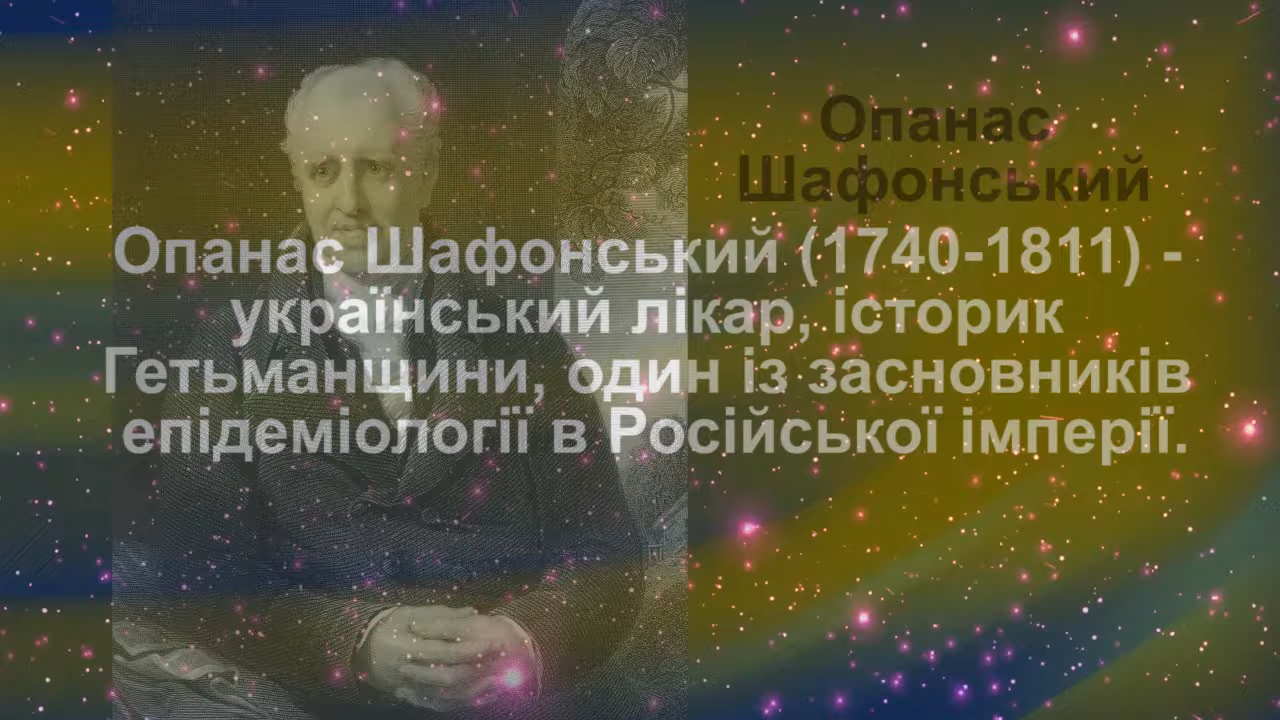 Опанас
Шафонський
Опанас Шафонський (1740-1811) -
український лікар, історик
Гетьманщини, один із засновників
епідеміології в Російської імперії.